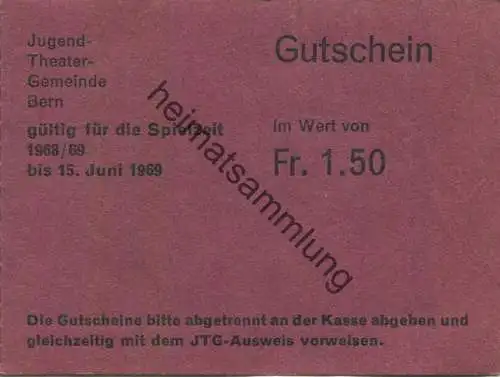 Jugend-
Theater-
Gemeinde
Bern
gültig für die Spielzeit
1968/69
bis 15. Juni 1969
Gutschein
im Wert von
Fr. 1.50
heimatsammlung
Die Gutscheine bitte abgetrennt an der Kasse abgeben und
gleichzeitig mit dem JTG-Ausweis vorweisen.